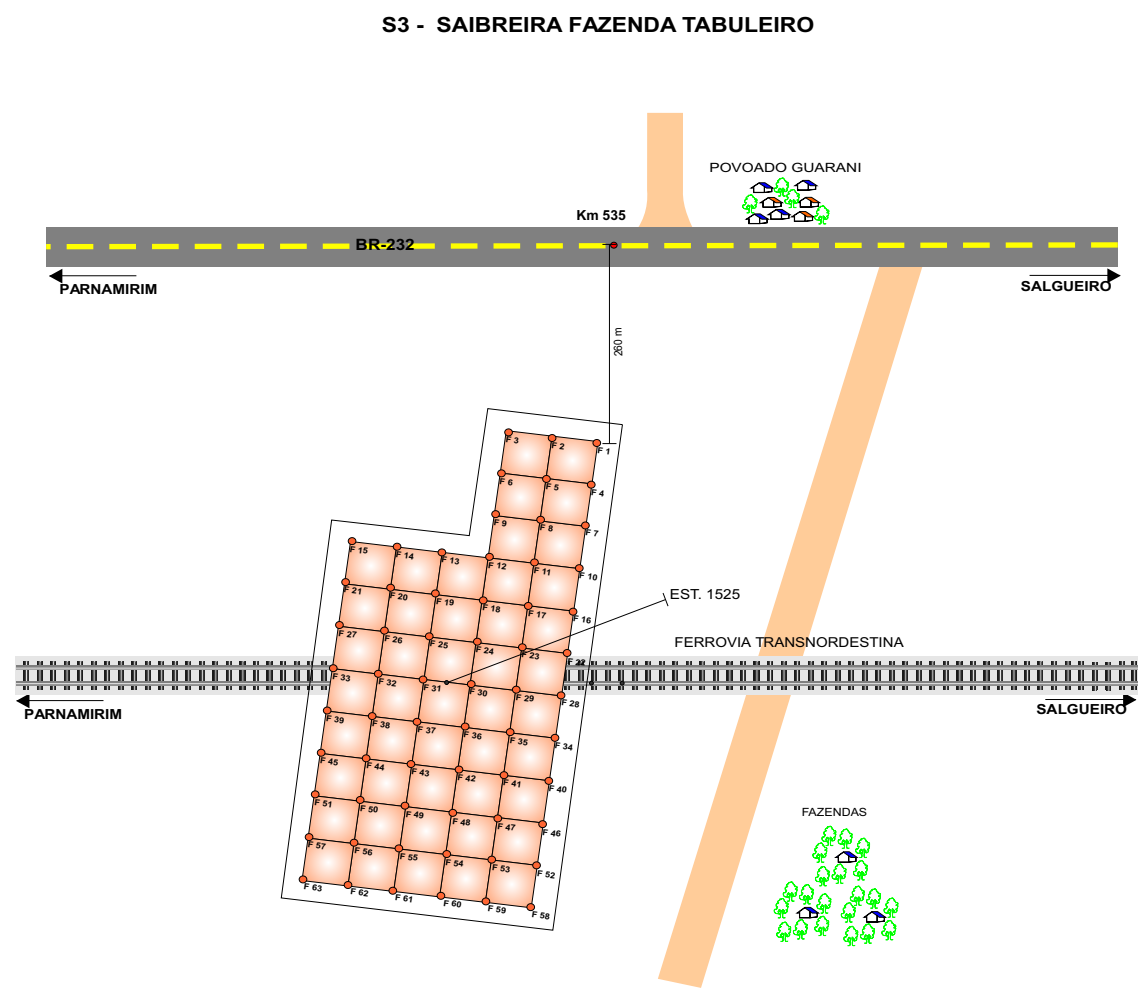 S3 - SAIBREIRA FAZENDA TABULEIRO
POVOADO GUARANI
Km 535
BR-232
PARNAMIRIM
SALGUEIRO
260 m
F 3
F 2
F 1
F 6
F 5
F 4
F 9
F 8
F 7
F 15
F 14
F 13
F 12
F 11
F 10
F 21
F 20
F 19
F 18
F 17
F 16
EST. 1525
F 27
F 26
F 25
F 24
F 23
F 22
FERROVIA TRANSNORDESTINA
F 33
F 32
F 31
F 30
F 29
F 28
PARNAMIRIM
SALGUEIRO
F 39
F 38
F 37
F 36
F 35
F 34
F 45
F 44
F 43
F 42
F 41
F 40
F 51
F 50
F 49
F 48
F 47
F 46
FAZENDAS
F 57
F 56
F 55
F 54
F 53
F 52
F 63
F 62
F 61
F 60
F 59
F 58